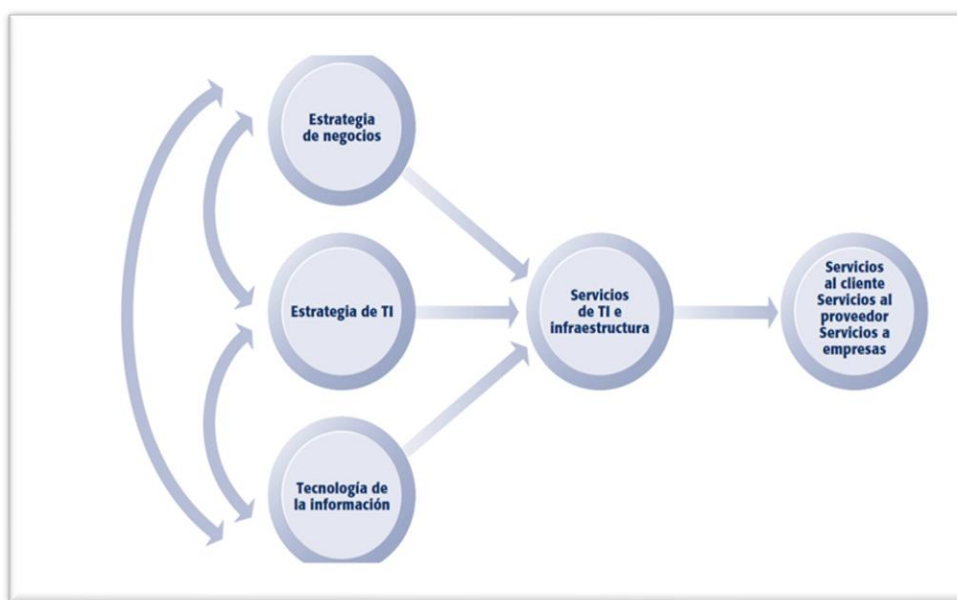 Estrategia
de negocios
Estrategia de TI
Tecnología de
la información
Servicios
de TI e
infraestructura
Servicios
al cliente
Servicios al
proveedor
Servicios a
empresas